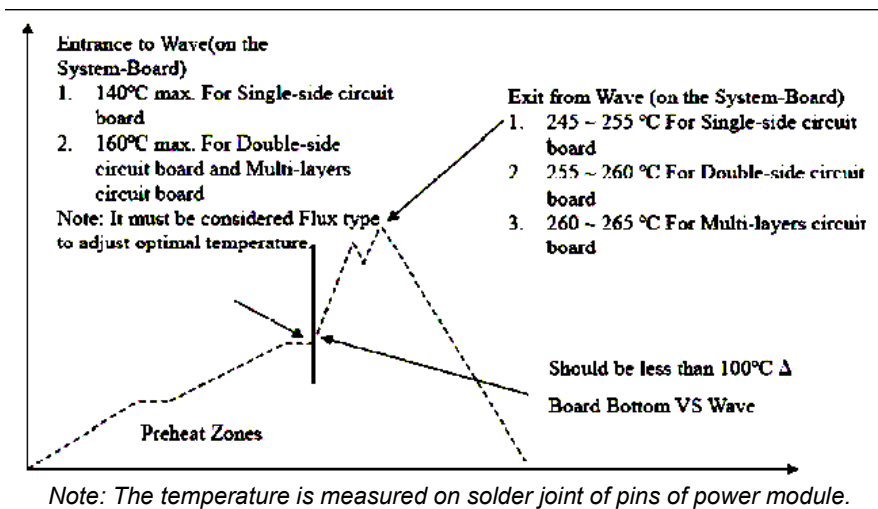 Entrance to Wave(on the
System-Board)
1. 140°C max. For Single-side circuit
board
2. 160°C max. For Double-side
circuit board and Multi-layers
circuit board
Note: It must be considered Flux type
to adjust optimal temperature.
Exit from Wave (on the System-Board)
1. 245 ~ 255 °C For Single-side circuit
board
2 255 ~ 260 °C For Double-side circuit
board
3. 260 ~ 265 °C For Multi-layers circuit
board
Should be less than 100°C Δ
Board Bottom VS Wave
Preheat Zones
Note: The temperature is measured on solder joint of pins of power module.